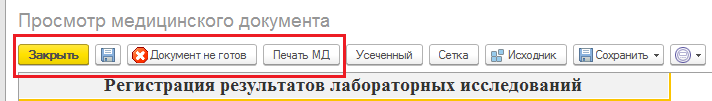 Просмотр медицинского документа
Закрыть Документ не готов Печать МД Усеченный Сетка Исходник Сохранить
Регистрация результатов лабораторных исследований